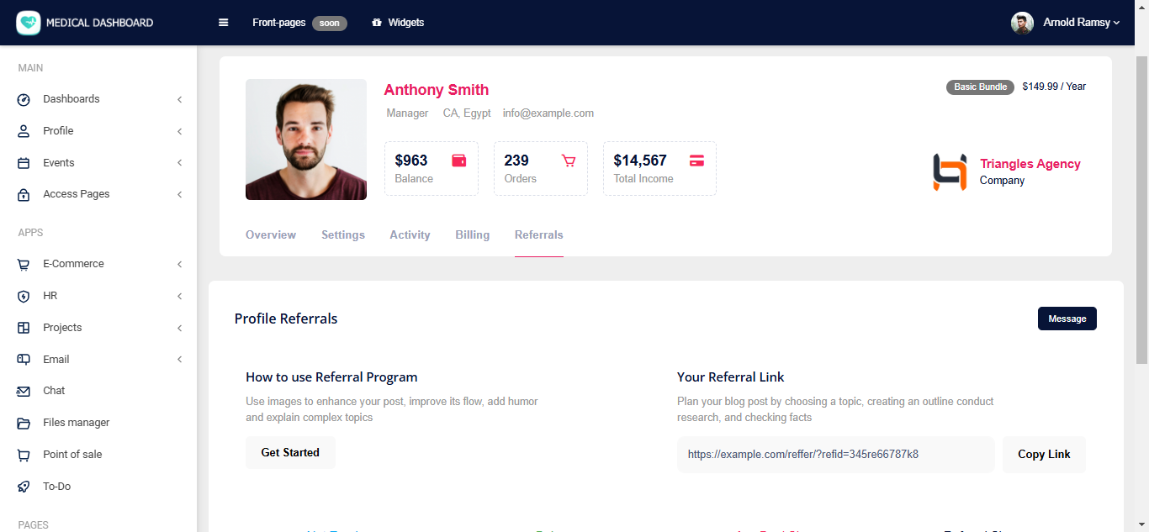 MEDICAL DASHBOARD
Front-pages soon
Widgets
Arnold Ramsy
MAIN
Dashboards
Profile
Events
Access Pages
APPS
E-Commerce
HR
Projects
Email
Chat
Files manager
Point of sale
To-Do
PAGES
Anthony Smith
Manager CA, Egypt info@example.com
Basic Bundle $149.99 / Year
$963
Balance
239
Orders
$14,567
Total Income
Triangles Agency
Company
Overview Settings Activity Billing Referrals
Profile Referrals
Message
How to use Referral Program
Use images to enhance your post, improve its flow, add humor
and explain complex topics
Get Started
Your Referral Link
Plan your blog post by choosing a topic, creating an outline conduct
research, and checking facts
https://example.com/reffer/?refid=345re66787k8
Copy Link